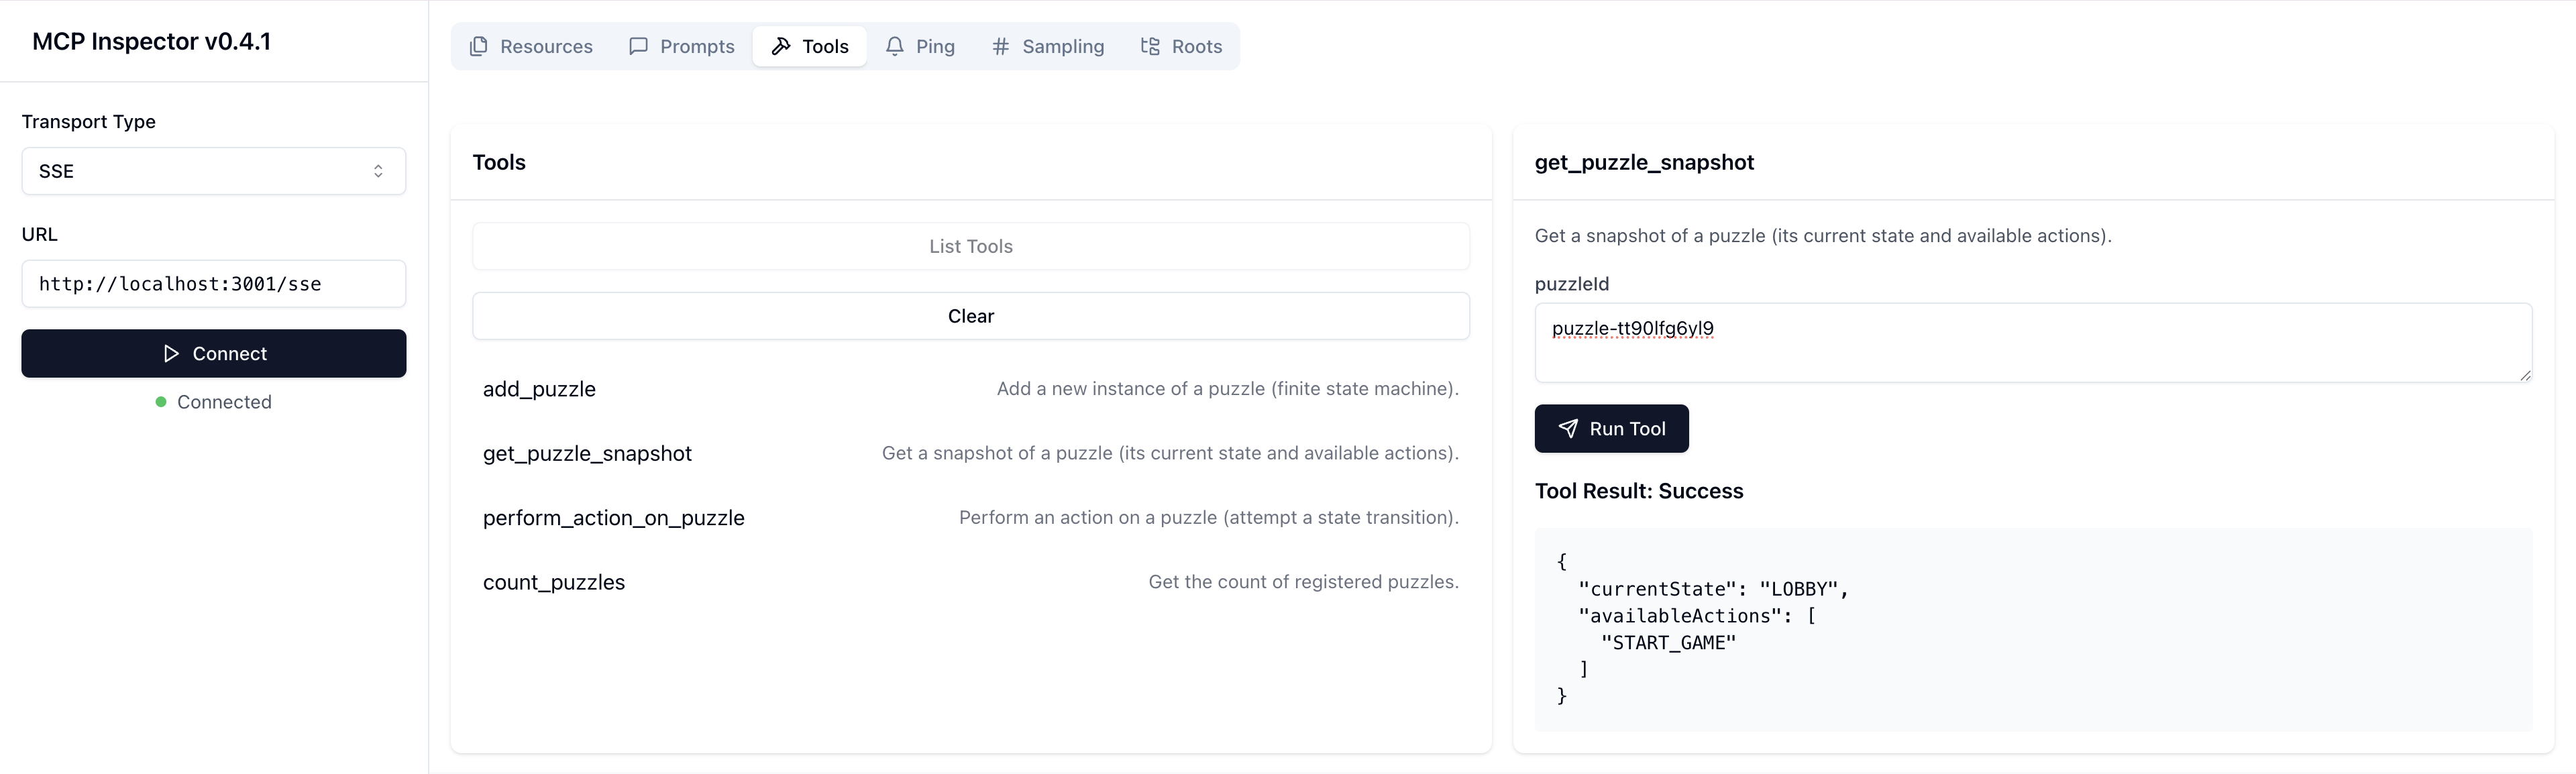 MCP Inspector v0.4.1
Transport Type
SSE
URL
http://localhost:3001/sse
Connect
Connected
Resources Prompts Tools Ping Sampling Roots
Tools
List Tools
Clear
add_puzzle Add a new instance of a puzzle (finite state machine).
get_puzzle_snapshot Get a snapshot of a puzzle (its current state and available actions).
perform_action_on_puzzle Perform an action on a puzzle (attempt a state transition).
count_puzzles Get the count of registered puzzles.
get_puzzle_snapshot
Get a snapshot of a puzzle (its current state and available actions).
puzzleId
puzzle-tt90lfg6yl9
Run Tool
Tool Result: Success
{
  "currentState": "LOBBY",
  "availableActions": [
    "START_GAME"
  ]
}